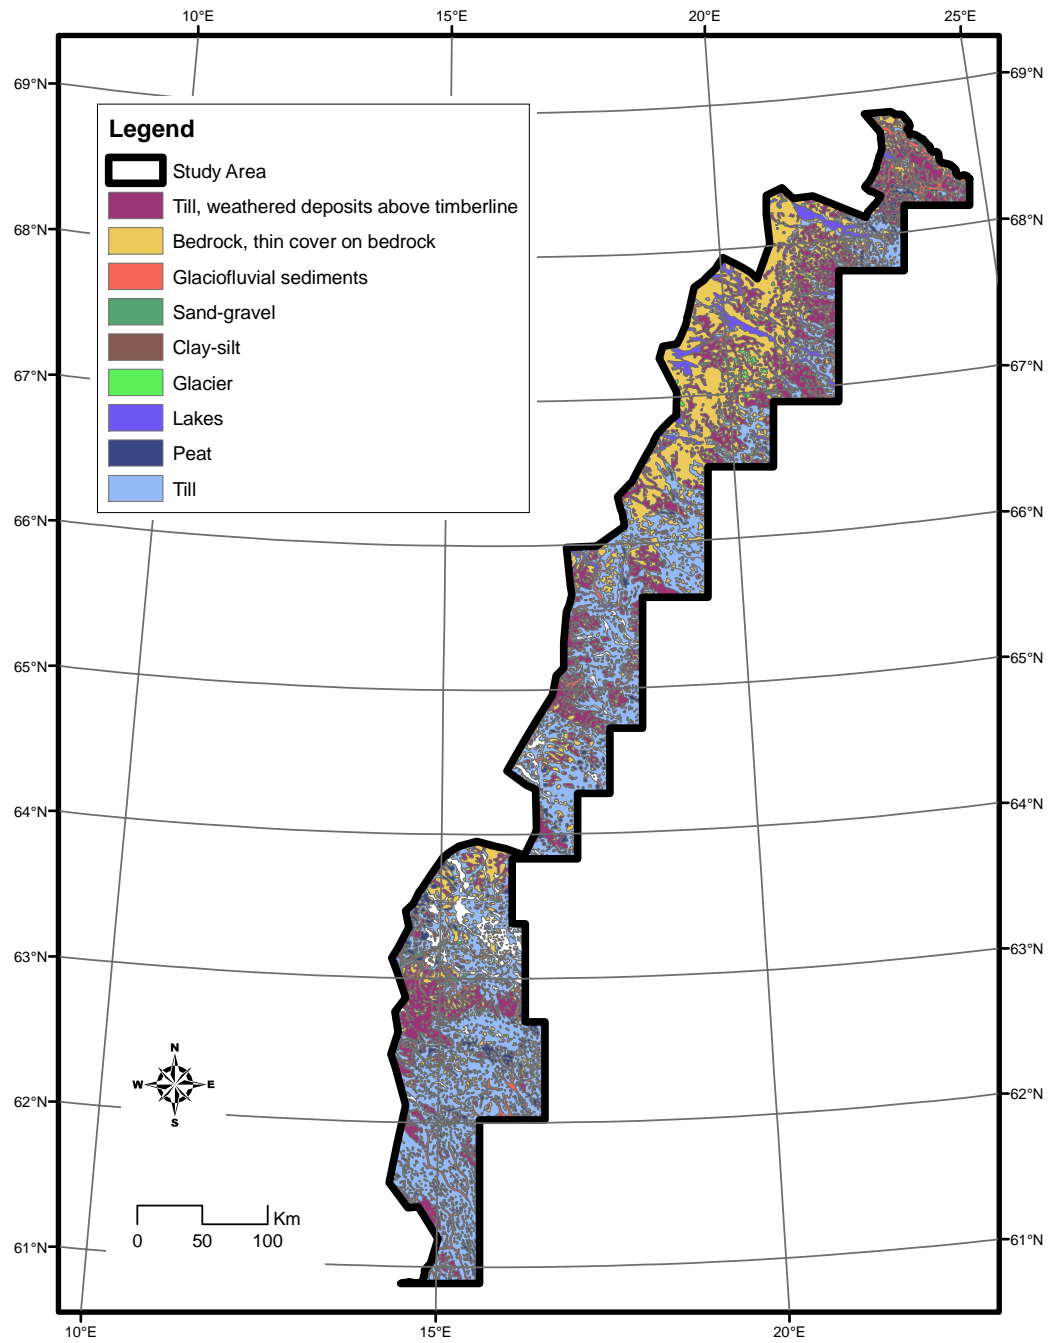 10°E 15°E 20°E 25°E
69°N 69°N
Legend
Study Area
Till, weathered deposits above timberline
Bedrock, thin cover on bedrock
Glaciofluvial sediments
Sand-gravel
Clay-silt
Glacier
Lakes
Peat
Till
68°N 68°N
67°N 67°N
66°N 66°N
65°N 65°N
64°N 64°N
63°N 63°N
N
W E
S
62°N 62°N
Km
0 50 100
61°N 61°N
10°E 15°E 20°E